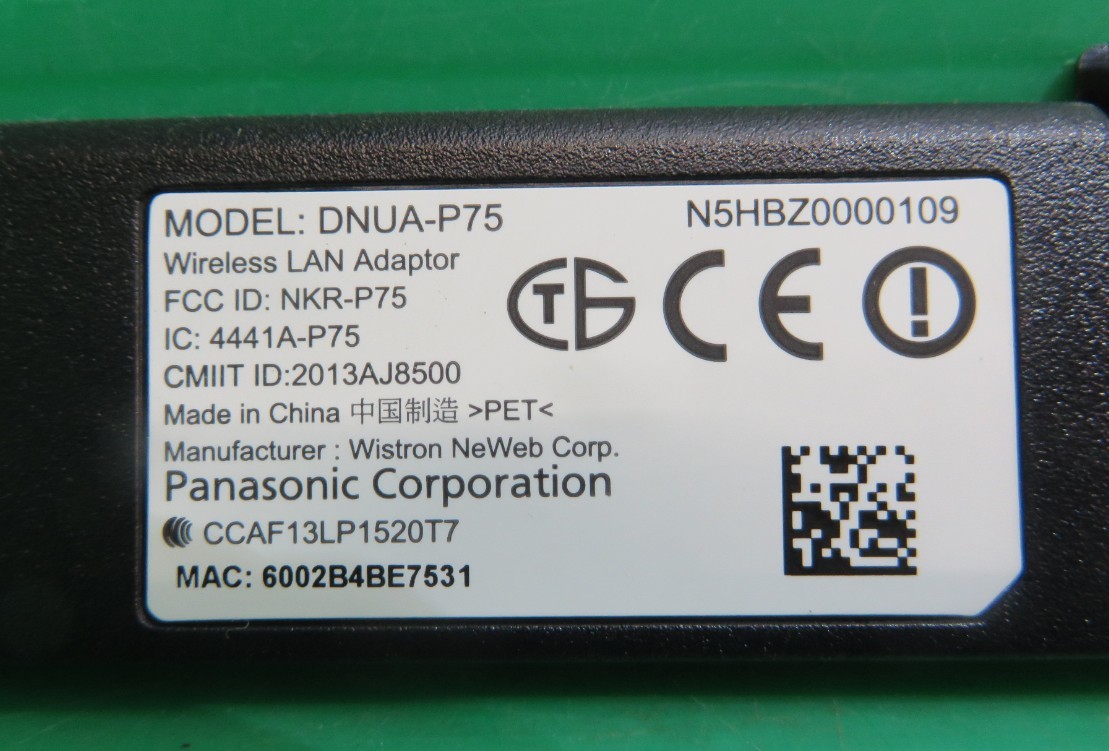 MODEL: DNUA-P75
N5HBZ0000109
Wireless LAN Adaptor
FCC ID: NKR-P75
IC: 4441A-P75
CMIIT ID:2013AJ8500
Made in China 中国制造 >PET<
Manufacturer : Wistron NeWeb Corp.
Panasonic Corporation
CCAF13LP1520T7
MAC: 6002B4BE7531
CE